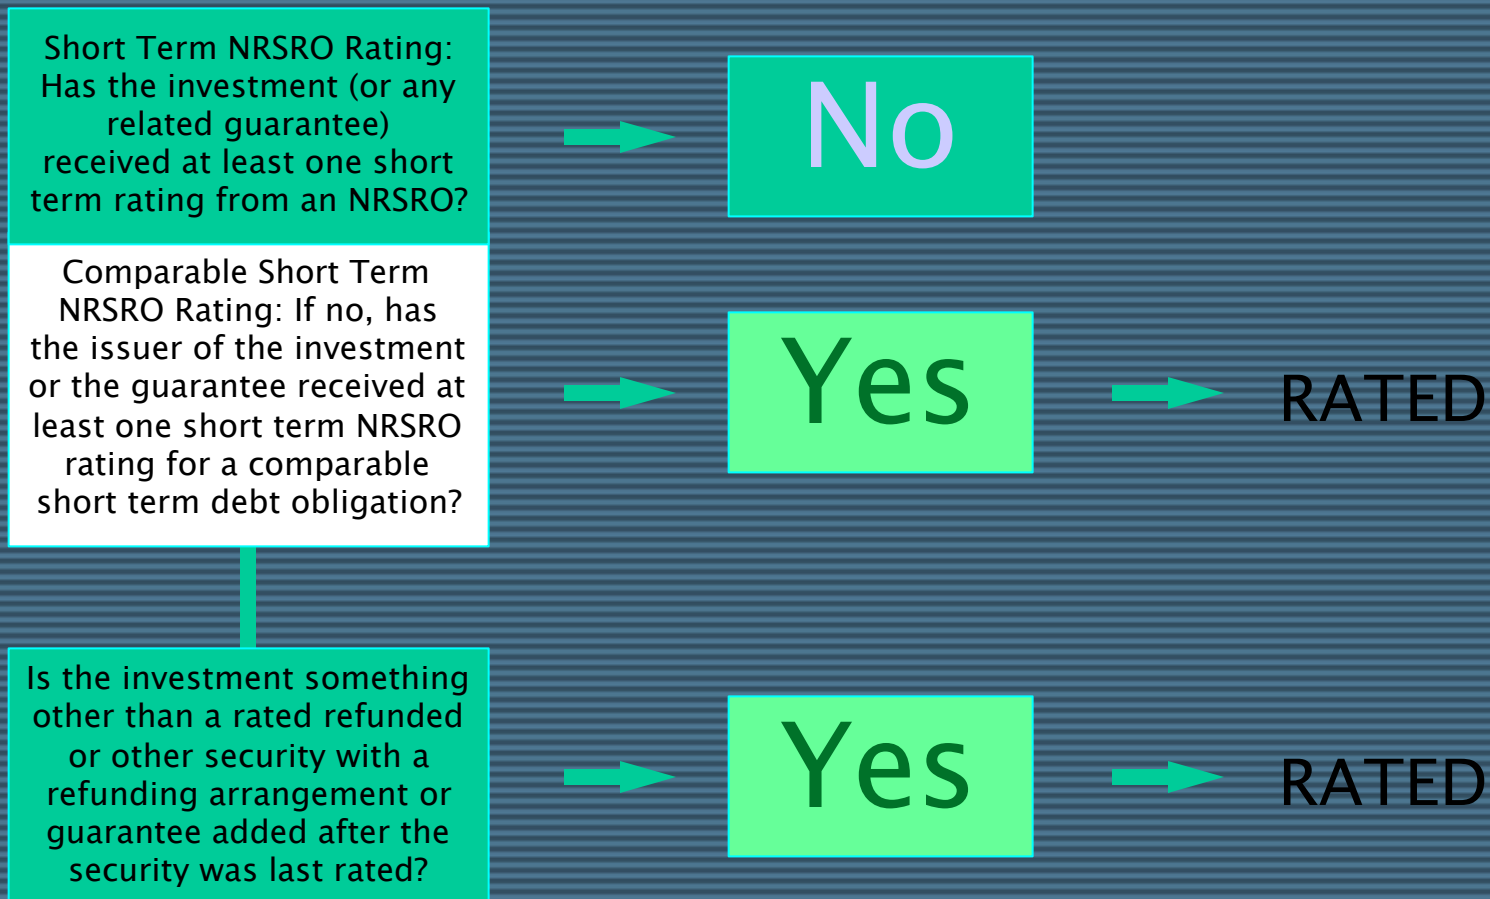 Short Term NRSRO Rating:
Has the investment (or any
related guarantee)
received at least one short
term rating from an NRSRO?
No
Comparable Short Term
NRSRO Rating: If no, has
the issuer of the investment
or the guarantee received at
least one short term NRSRO
rating for a comparable
short term debt obligation?
Yes
RATED
Is the investment something
other than a rated refunded
or other security with a
refunding arrangement or
guarantee added after the
security was last rated?
Yes
RATED